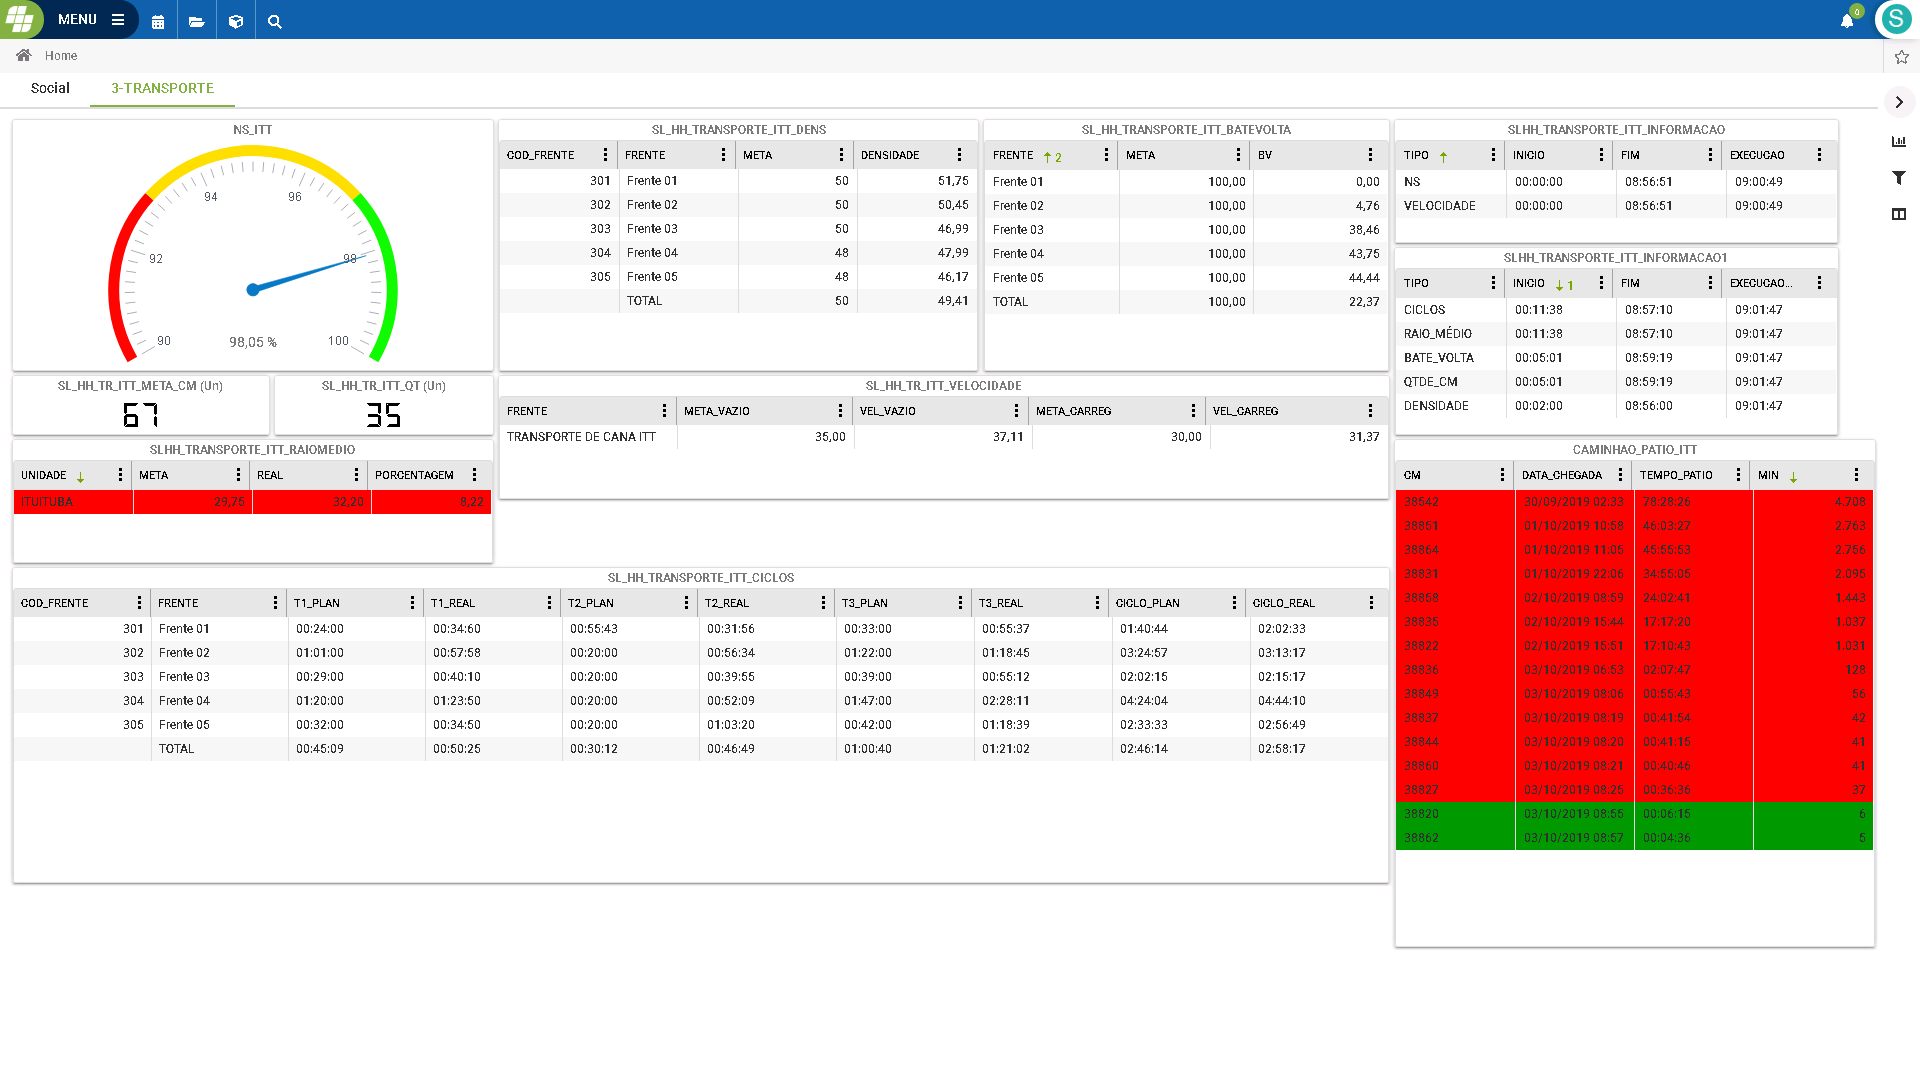 MENU
0
S
Home
Social 3-TRANSPORTE
NS_ITT
90
92
94
96
98
100
98,05 %
SL_HH_TR_ITT_META_CM (Un)
67
SL_HH_TR_ITT_QT (Un)
35
SLHH_TRANSPORTE_ITT_RAIOMEDIO
UNIDADE META REAL PORCENTAGEM
ITUITUBA 29,75 32,20 8,22
SL_HH_TRANSPORTE_ITT_DENS
COD_FRENTE FRENTE META DENSIDADE
301 Frente 01 50 51,75
302 Frente 02 50 50,45
303 Frente 03 50 46,99
304 Frente 04 48 47,99
305 Frente 05 48 46,17
TOTAL 50 49,41
SL_HH_TRANSPORTE_ITT_BATEVOLTA
FRENTE 2 META BV
Frente 01 100,00 0,00
Frente 02 100,00 4,76
Frente 03 100,00 38,46
Frente 04 100,00 43,75
Frente 05 100,00 44,44
TOTAL 100,00 22,37
SL_HH_TR_ITT_VELOCIDADE
FRENTE META_VAZIO VEL_VAZIO META_CARREG VEL_CARREG
TRANSPORTE DE CANA ITT 35,00 37,11 30,00 31,37
SLHH_TRANSPORTE_ITT_INFORMACAO
TIPO INICIO FIM EXECUCAO
NS 00:00:00 08:56:51 09:00:49
VELOCIDADE 00:00:00 08:56:51 09:00:49
SLHH_TRANSPORTE_ITT_INFORMACAO1
TIPO INICIO 1 FIM EXECUCAO...
CICLOS 00:11:38 08:57:10 09:01:47
RAIO_MÉDIO 00:11:38 08:57:10 09:01:47
BATE_VOLTA 00:05:01 08:59:19 09:01:47
QTDE_CM 00:05:01 08:59:19 09:01:47
DENSIDADE 00:02:00 08:56:00 09:01:47
SL_HH_TRANSPORTE_ITT_CICLOS
COD_FRENTE FRENTE T1_PLAN T1_REAL T2_PLAN T2_REAL T3_PLAN T3_REAL CICLO_PLAN CICLO_REAL
301 Frente 01 00:24:00 00:34:60 00:55:43 00:31:56 00:33:00 00:55:37 01:40:44 02:02:33
302 Frente 02 01:01:00 00:57:58 00:20:00 00:56:34 01:22:00 01:18:45 03:24:57 03:13:17
303 Frente 03 00:29:00 00:40:10 00:20:00 00:39:55 00:39:00 00:55:12 02:02:15 02:15:17
304 Frente 04 01:20:00 01:23:50 00:20:00 00:52:09 01:47:00 02:28:11 04:24:04 04:44:10
305 Frente 05 00:32:00 00:34:50 00:20:00 01:03:20 00:42:00 01:18:39 02:33:33 02:56:49
TOTAL 00:45:09 00:50:25 00:30:12 00:46:49 01:00:40 01:21:02 02:46:14 02:58:17
CAMINHAO_PATIO_ITT
CM DATA_CHEGADA TEMPO_PATIO MIN
38542 30/09/2019 02:33 78:28:26 4.708
38851 01/10/2019 10:58 46:03:27 2.763
38864 01/10/2019 11:05 45:55:53 2.756
38831 01/10/2019 22:06 34:55:05 2.095
38858 02/10/2019 08:59 24:02:41 1.443
38835 02/10/2019 15:44 17:17:20 1.037
38822 02/10/2019 15:51 17:10:43 1.031
38836 03/10/2019 06:53 02:07:47 128
38849 03/10/2019 08:06 00:55:43 56
38837 03/10/2019 08:19 00:41:54 42
38844 03/10/2019 08:20 00:41:15 41
38860 03/10/2019 08:21 00:40:46 41
38827 03/10/2019 08:25 00:36:36 37
38820 03/10/2019 08:55 00:06:15 6
38862 03/10/2019 08:57 00:04:36 5